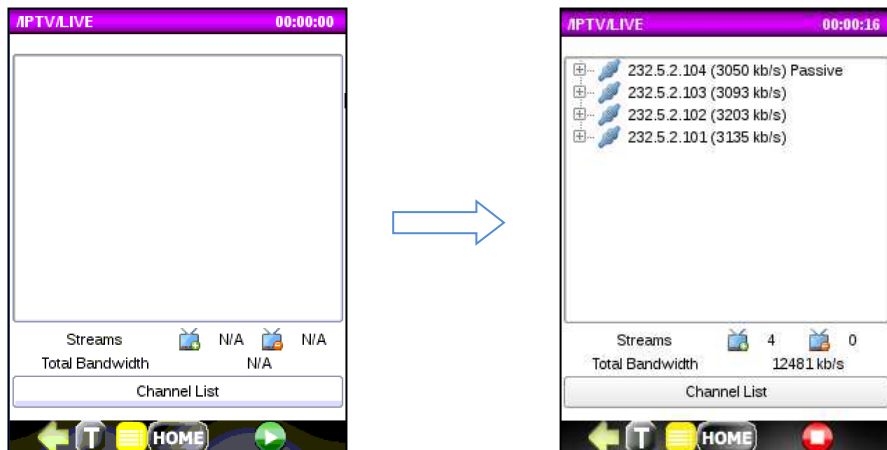 /IPTV/LIVE 00:00:00
Streams N/A N/A
Total Bandwidth N/A
Channel List
T HOME
/IPTV/LIVE 00:00:16
232.5.2.104 (3050 kb/s) Passive
232.5.2.103 (3093 kb/s)
232.5.2.102 (3203 kb/s)
232.5.2.101 (3135 kb/s)
Streams 4 0
Total Bandwidth 12481 kb/s
Channel List
T HOME